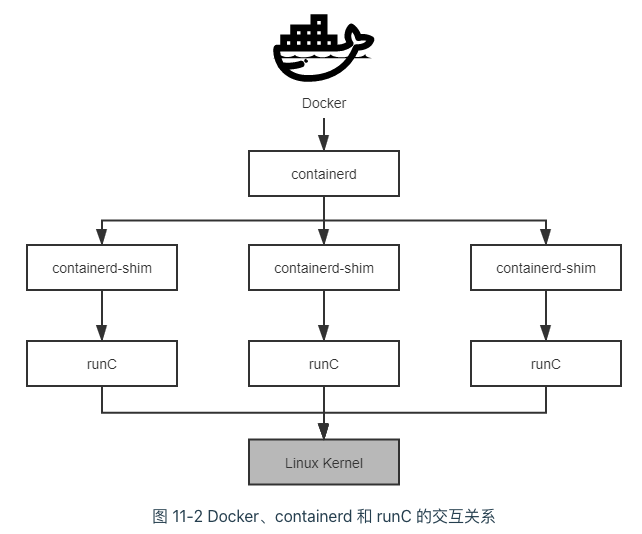 Docker
containerd
containerd-shim containerd-shim containerd-shim
runC runC runC
Linux Kernel
图 11-2 Docker、containerd 和 runC 的交互关系